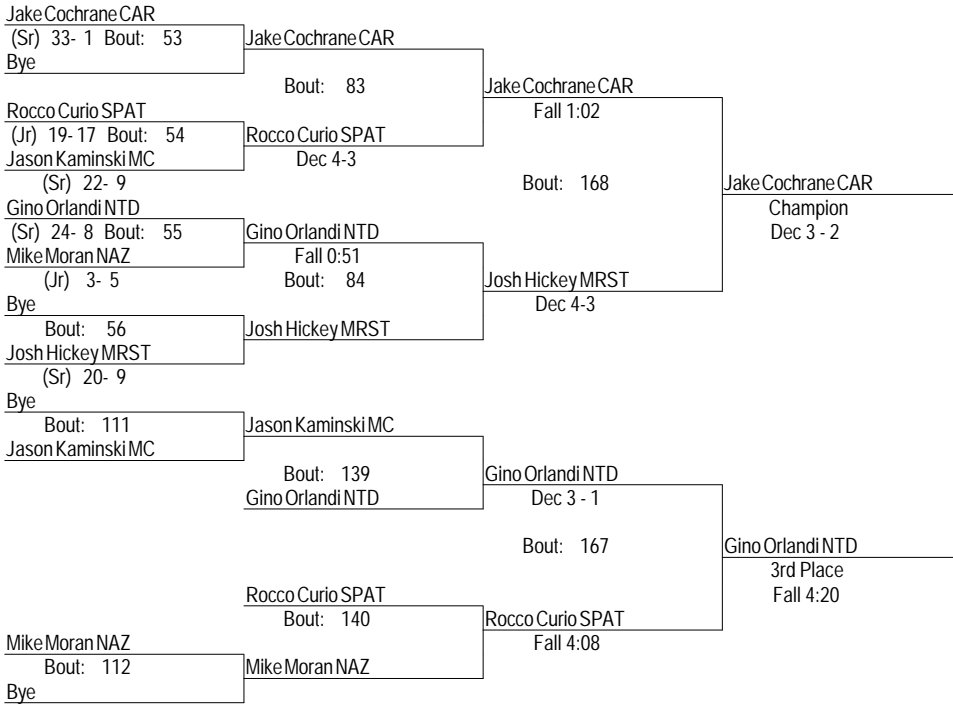 Jake Cochrane CAR
(Sr) 33- 1 Bout: 53
Jake Cochrane CAR
Bye
Bout: 83
Jake Cochrane CAR
Rocco Curio SPAT
Fall 1:02
(Jr) 19- 17 Bout: 54
Rocco Curio SPAT
Jason Kaminski MC
Dec 4-3
(Sr) 22- 9
Bout: 168
Jake Cochrane CAR
Gino Orlandi NTD
Champion
(Sr) 24- 8 Bout: 55
Gino Orlandi NTD
Dec 3 - 2
Mike Moran NAZ
Fall 0:51
(Jr) 3- 5
Bout: 84
Josh Hickey MRST
Bye
Dec 4-3
Bout: 56
Josh Hickey MRST
Josh Hickey MRST
(Sr) 20- 9
Bye
Bout: 111
Jason Kaminski MC
Jason Kaminski MC
Bout: 139
Gino Orlandi NTD
Gino Orlandi NTD
Dec 3 - 1
Bout: 167
Gino Orlandi NTD
3rd Place
Rocco Curio SPAT
Fall 4:20
Bout: 140
Rocco Curio SPAT
Mike Moran NAZ
Fall 4:08
Bout: 112
Mike Moran NAZ
Bye